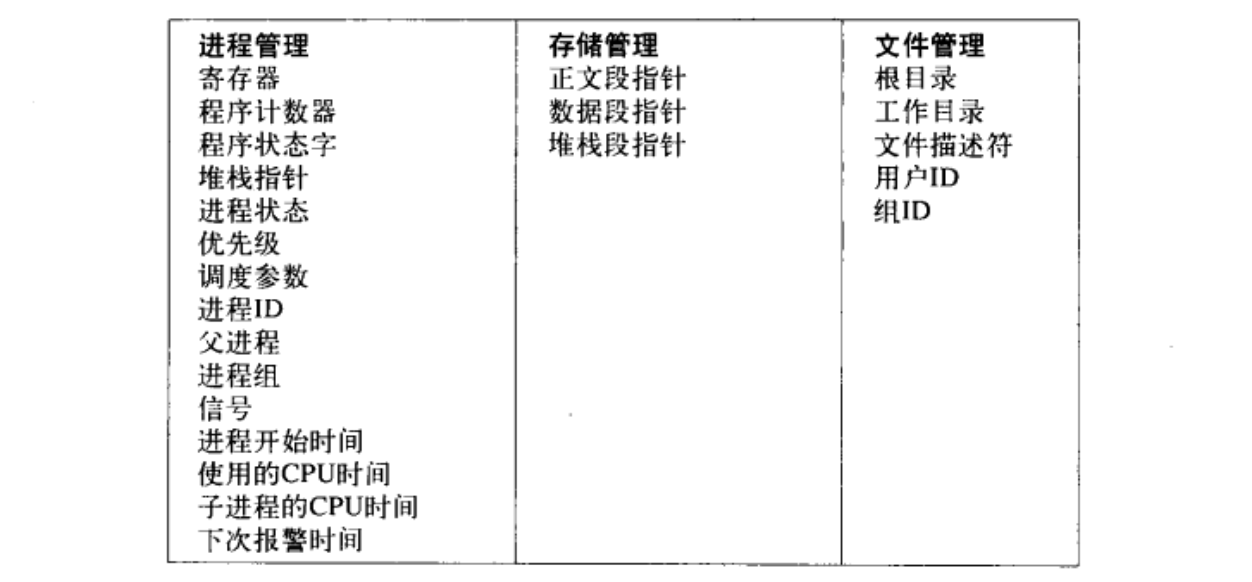 进程管理
寄存器
程序计数器
程序状态字
堆栈指针
进程状态
优先级
调度参数
进程ID
父进程
进程组
信号
进程开始时间
使用的CPU时间
子进程的CPU时间
下次报警时间
存储管理
正文段指针
数据段指针
堆栈段指针
文件管理
根目录
工作目录
文件描述符
用户ID
组ID